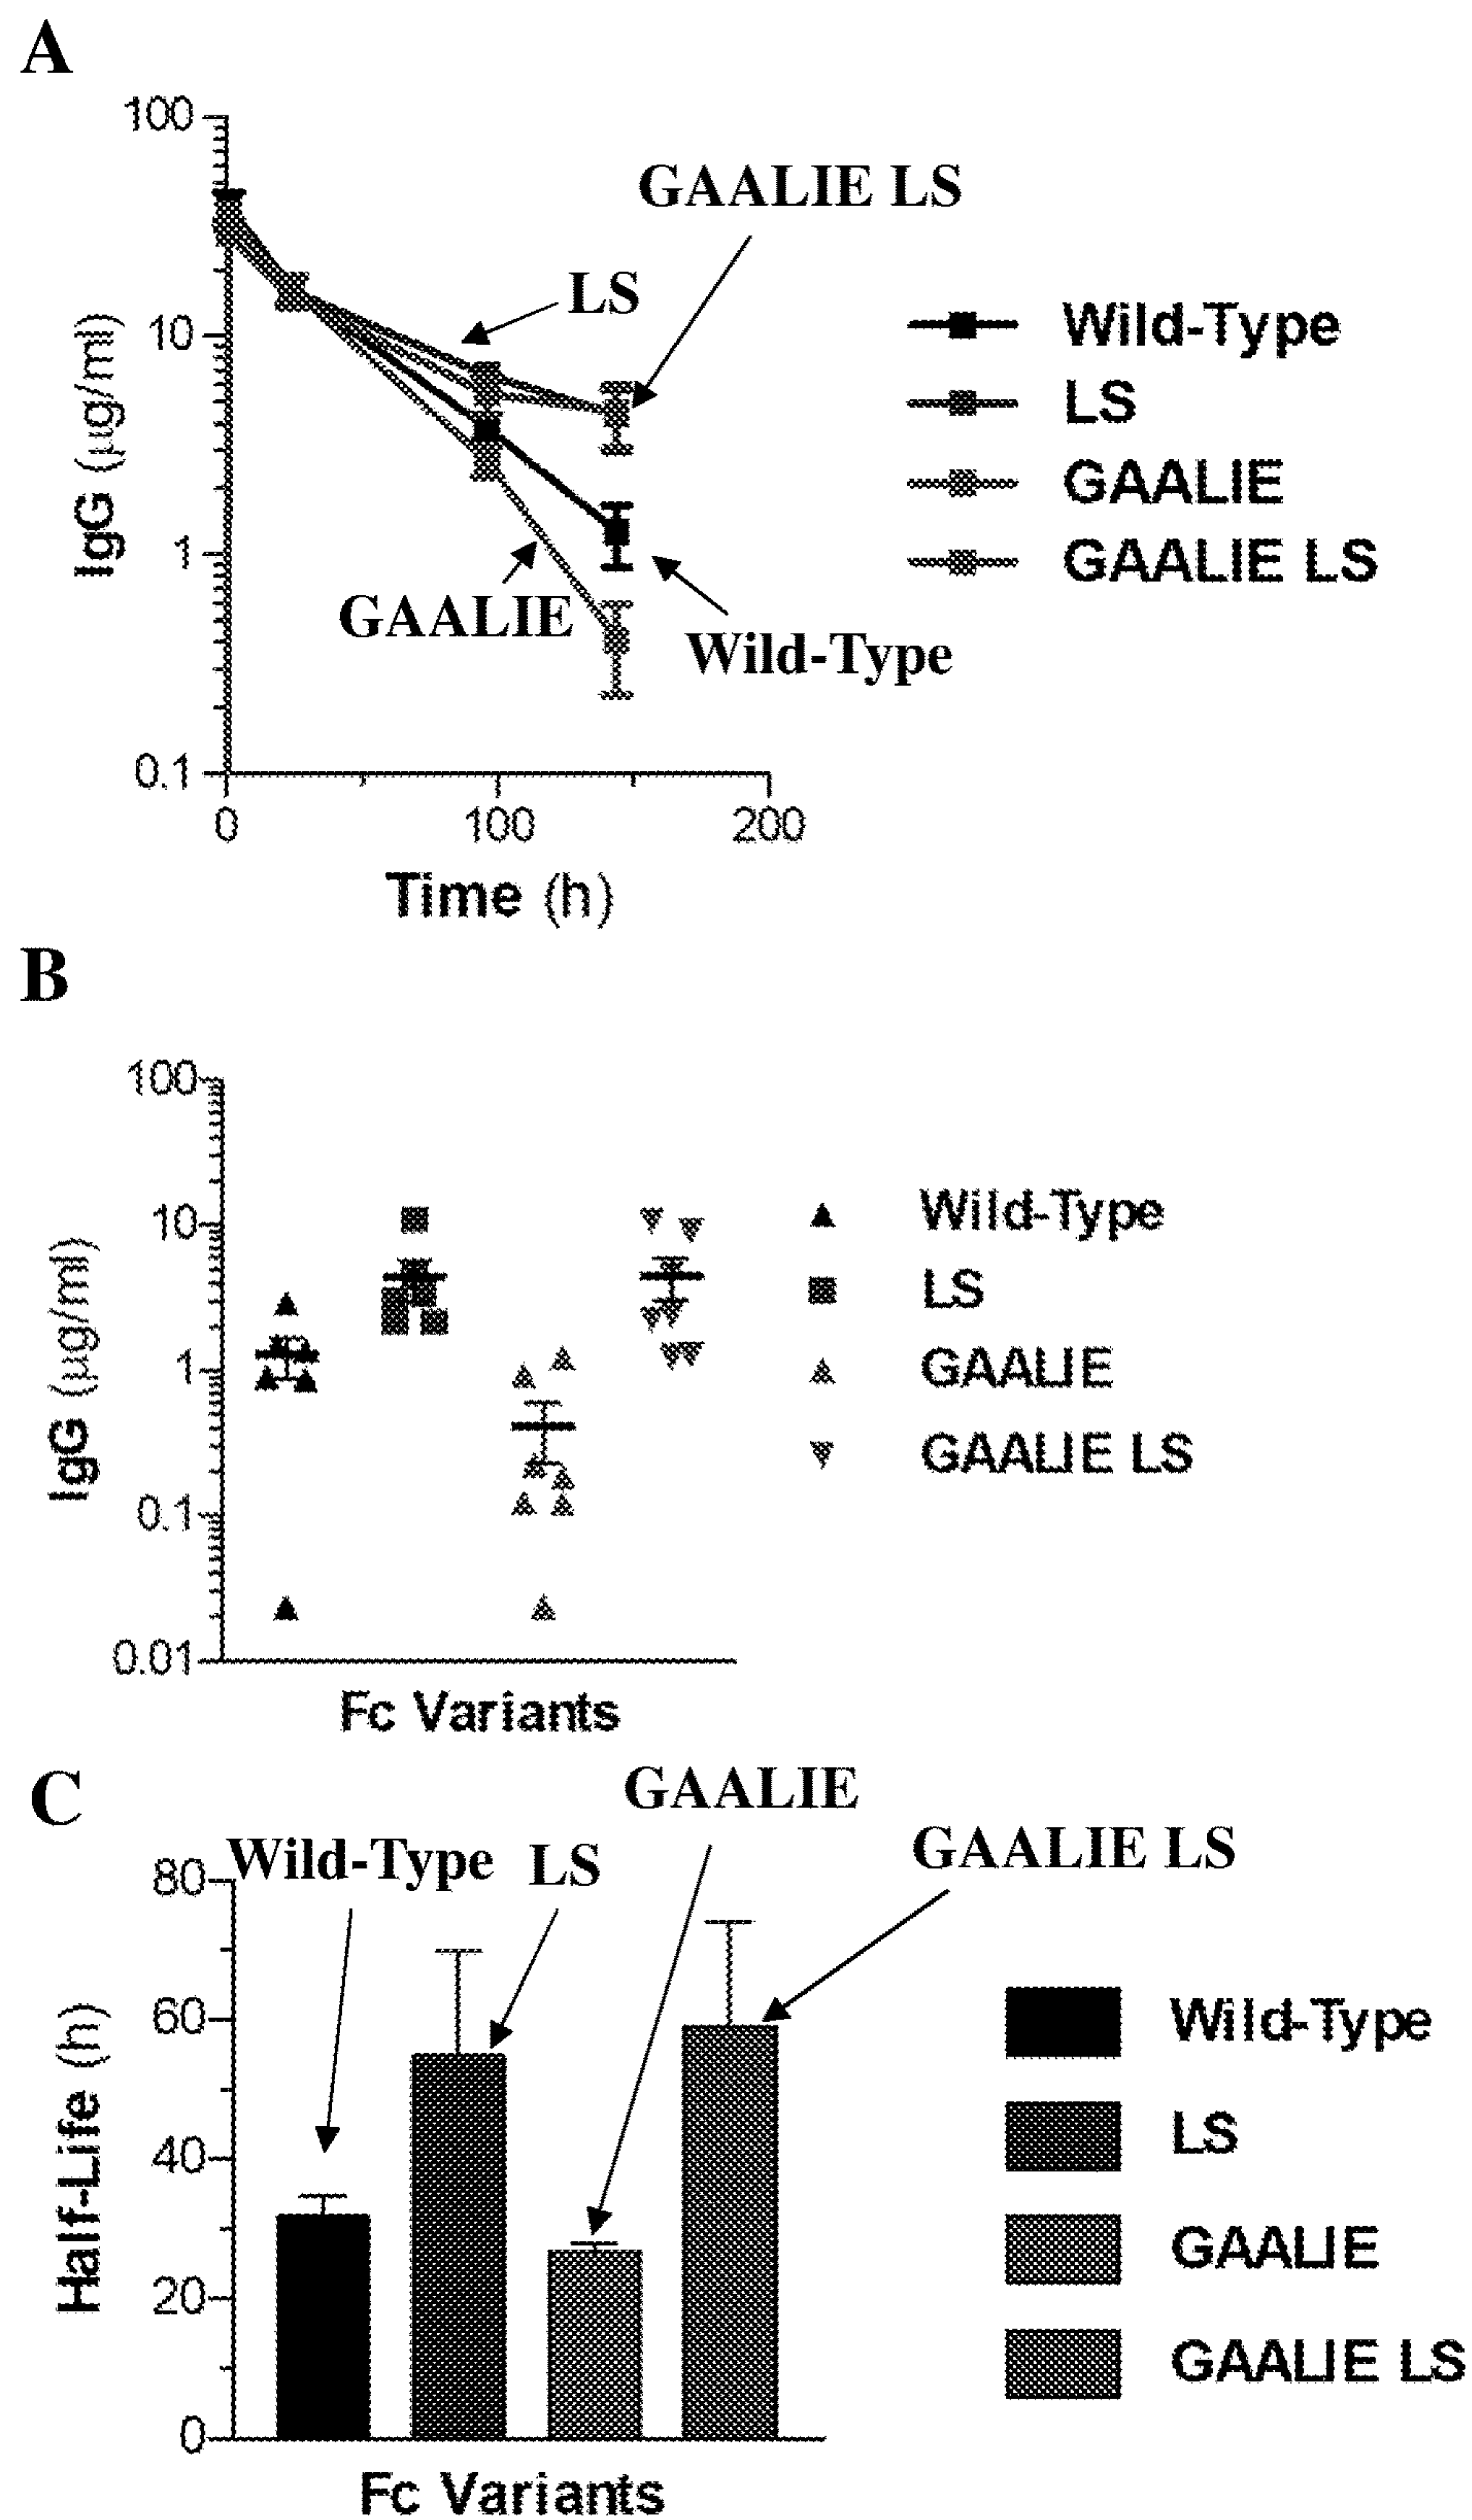 A
100
10
1
0.1
IgG (µg/ml)
0
100
200
Time (h)
GAALIE LS
LS
GAALIE
Wild-Type
Wild-Type
LS
GAALIE
GAALIE LS
B
100
10
1
0.1
0.01
IgG (µg/ml)
Fc Variants
Wild-Type
LS
GAALIE
GAALIE LS
C
GAALIE
Wild-Type
LS
GAALIE LS
80
60
40
20
0
Half-Life (h)
Fc Variants
Wild-Type
LS
GAALIE
GAALIE LS